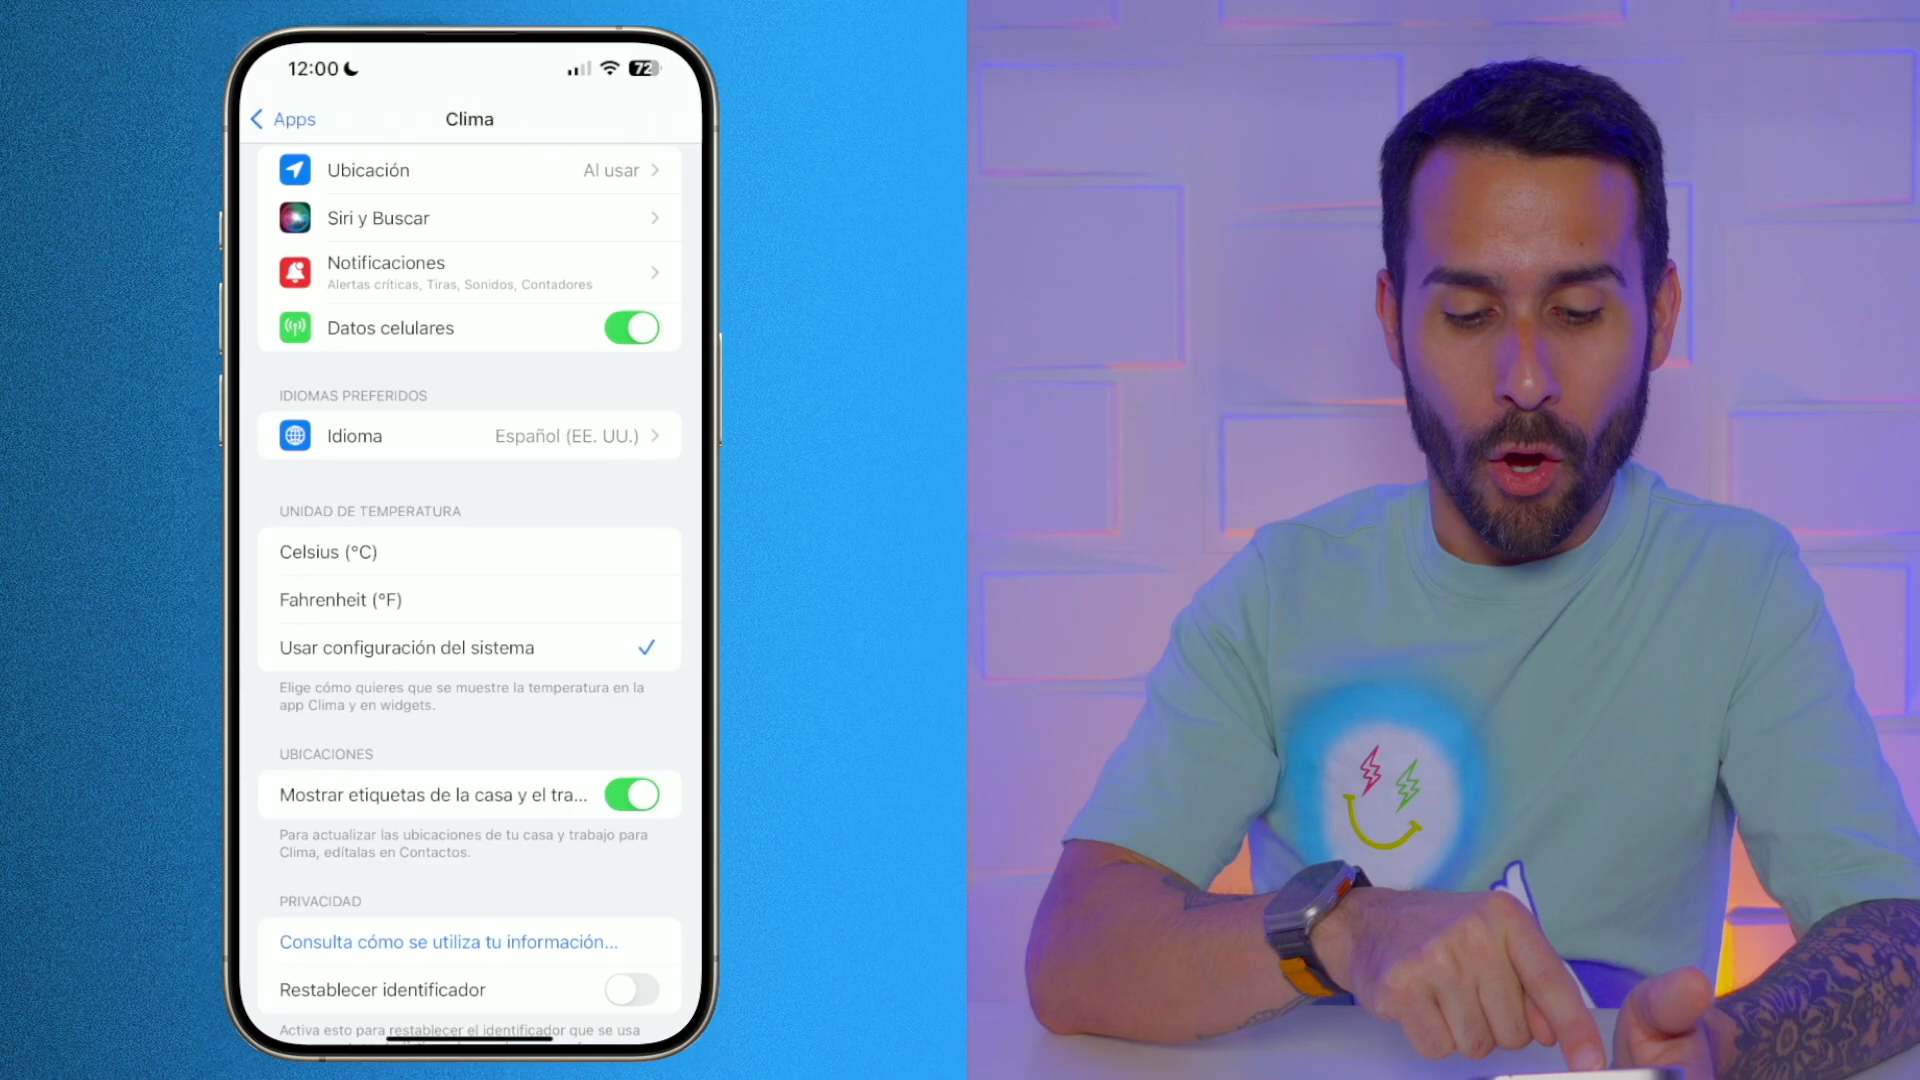 12:00
72
Apps
Clima
Ubicación
Al usar
Siri y Buscar
Notificaciones
Alertas críticas, Tiras, Sonidos, Contadores
Datos celulares
IDIOMAS PREFERIDOS
Idioma
Español (EE. UU.)
UNIDAD DE TEMPERATURA
Celsius (°C)
Fahrenheit (°F)
Usar configuración del sistema
Elige cómo quieres que se muestre la temperatura en la
app Clima y en widgets.
UBICACIONES
Mostrar etiquetas de la casa y el tra...
Para actualizar las ubicaciones de tu casa y trabajo para
Clima, edítalas en Contactos.
PRIVACIDAD
Consulta cómo se utiliza tu información...
Restablecer identificador
Activa esto para restablecer el identificador que se usa